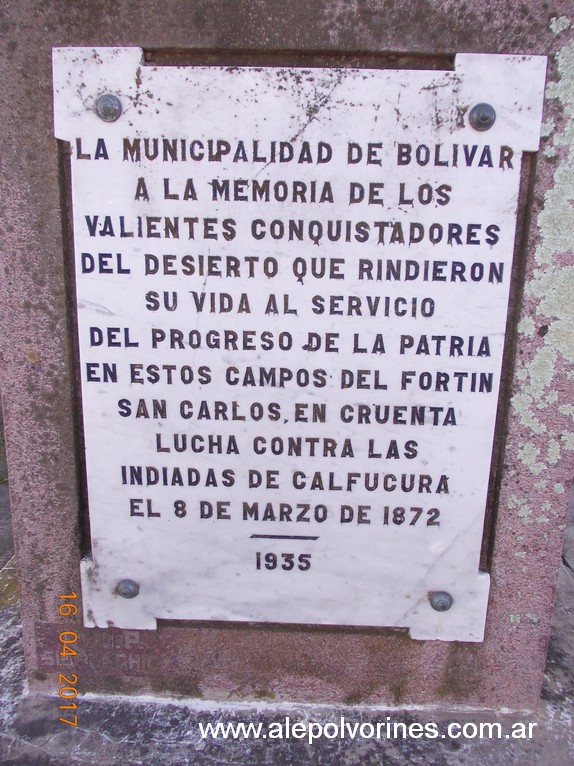 LA MUNICIPALIDAD DE BOLIVAR
A LA MEMORIA DE LOS
VALIENTES CONQUISTADORES
DEL DESIERTO QUE RINDIERON
SU VIDA AL SERVICIO
DEL PROGRESO DE LA PATRIA
EN ESTOS CAMPOS DEL FORTIN
SAN CARLOS, EN CRUENTA
LUCHA CONTRA LAS
INDIADAS DE CALFUCURA
EL 8 DE MARZO DE 1872
1935
16 04 2017
www.alepolvorines.com.ar